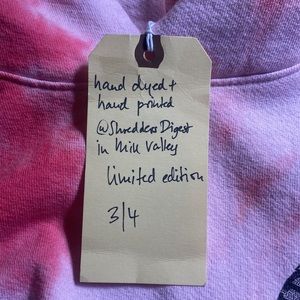 hand dyed +
hand printed
@ShreddersDigest
in Mill Valley
limited edition
3/4